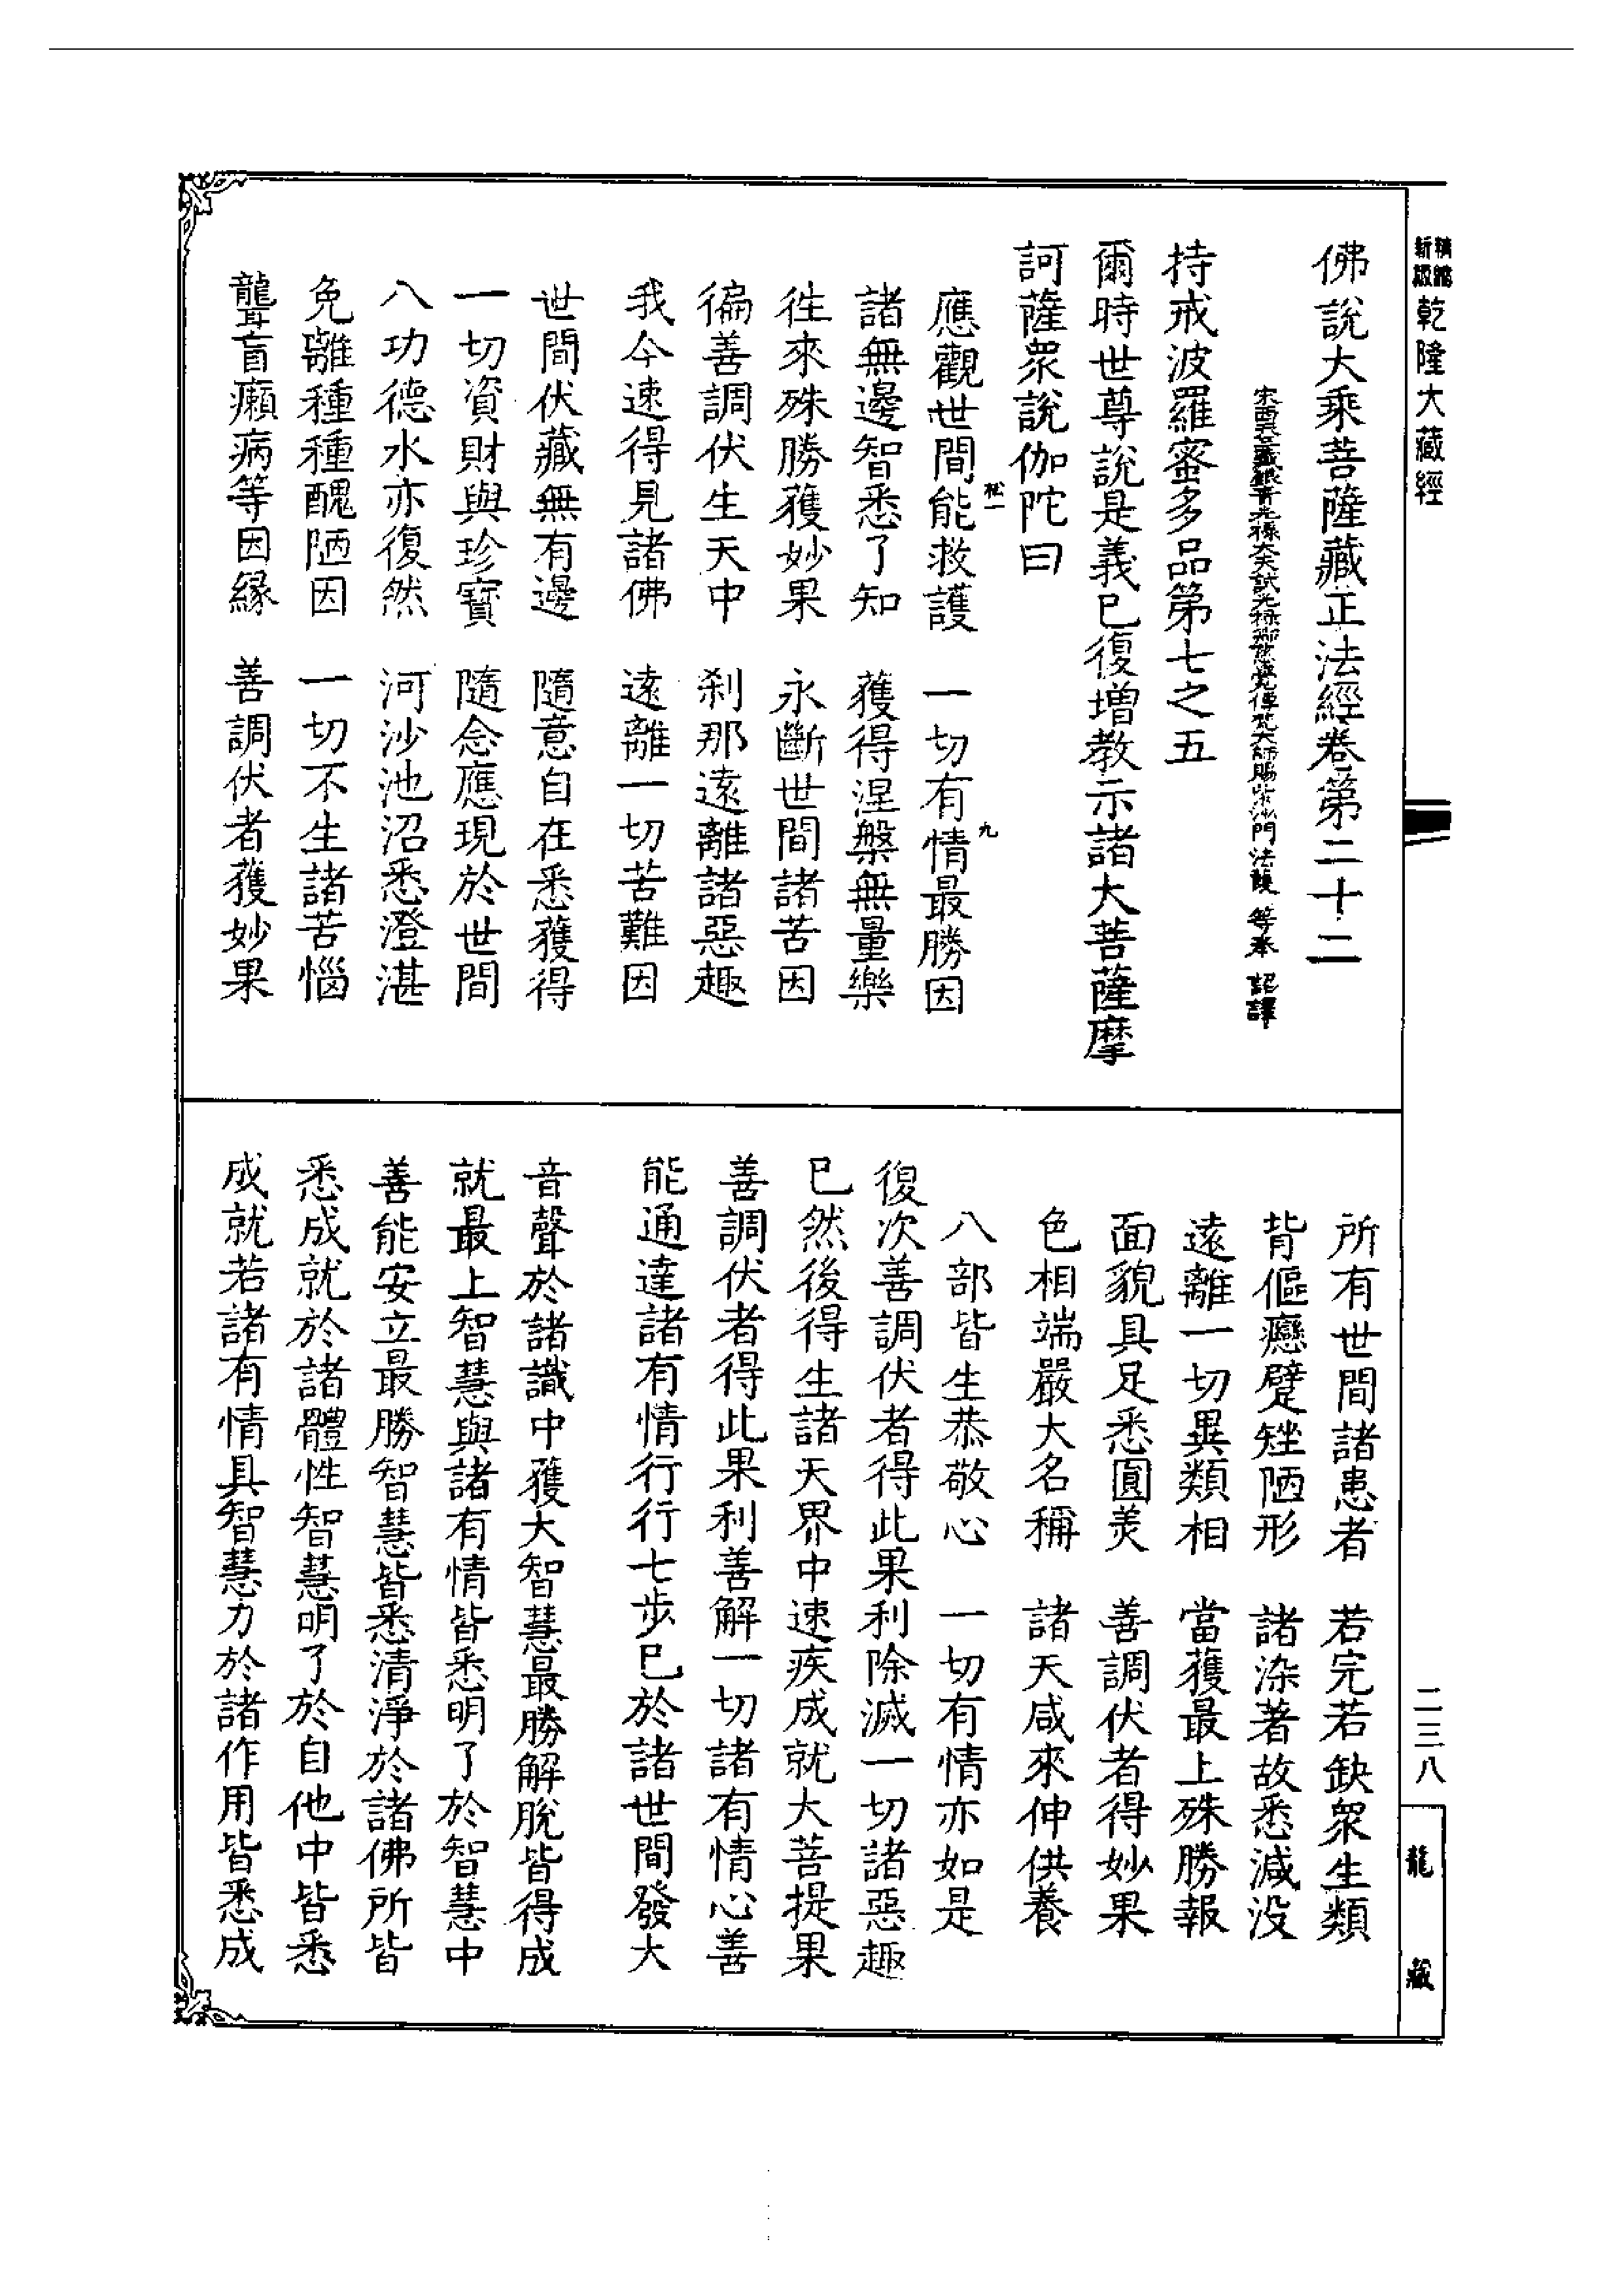 新編縮版乾隆大藏經
佛說大乘菩薩藏正法經卷第二十二
宋西天三藏銀青光祿大夫試光祿卿慈覺傳梵大師賜紫沙門法護 等奉 詔譯
持戒波羅蜜多品第七之五
爾時世尊說是義已復增教示諸大菩薩摩
訶薩眾說伽陀曰
松一
九
應觀世間能救護 一切有情最勝因
諸無邊智悉了知 獲得涅槃無量樂
往來殊勝獲妙果 永斷世間諸苦因
徧善調伏生天中 剎那遠離諸惡趣
我今速得見諸佛 遠離一切苦難因
世間伏藏無有邊 隨意自在悉獲得
一切資財與珍寶 隨念應現於世間
八功德水亦復然 河沙池沼悉澄湛
免離種種醜陋因 一切不生諸苦惱
聾盲癩病等因緣 善調伏者獲妙果
所有世間諸患者 若完若缺眾生類
背傴癋躄矬陋形 諸染著故悉減沒
遠離一切異類相 當獲最上殊勝報
面貌具足悉圓美 善調伏者得妙果
色相端嚴大名稱 諸天咸來伸供養
八部皆生恭敬心 一切有情亦如是
復次善調伏者得此果利除滅一切諸惡趣
已然後得生諸天界中速疾成就大菩提果
善調伏者得此果利善解一切諸有情心善
能通達諸有情行行七步已於諸世間發大
音聲於諸識中獲大智慧最勝解脫皆得成
就最上智慧與諸有情皆悉明了於智慧中
善能安立最勝智慧皆悉清淨於諸佛所皆
悉成就於諸體性智慧明了於自他中皆悉
成就若諸有情具智慧力於諸作用皆悉成
二三八
龍藏